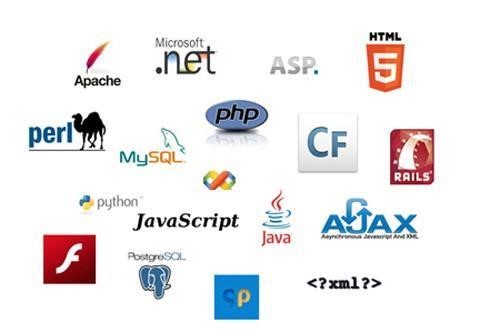 Apache
Microsoft®
.net
ASP.
HTML
5
perl
MySQL
php
CF
RAILS
python™
JavaScript
Java
AJAX
Asynchronous Javascript And XML
PostgreSQL
<?xml?>